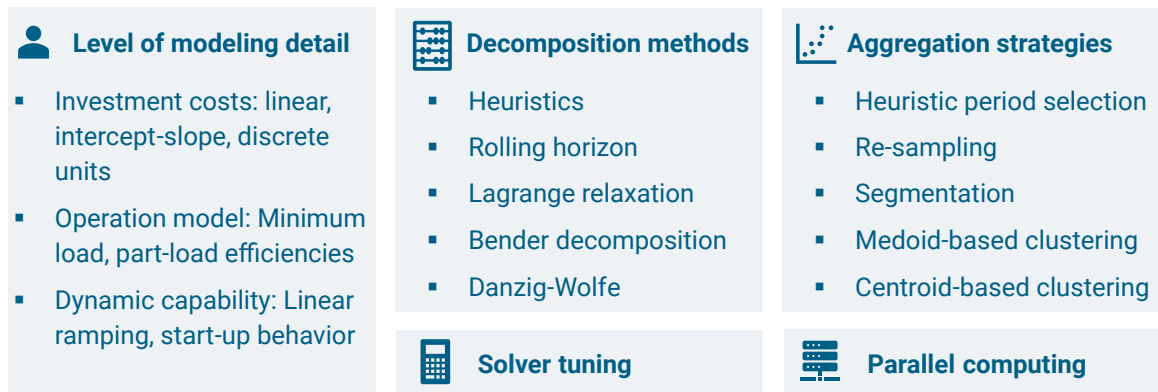 Level of modeling detail
▪ Investment costs: linear,
intercept-slope, discrete
units
▪ Operation model: Minimum
load, part-load efficiencies
▪ Dynamic capability: Linear
ramping, start-up behavior
Decomposition methods
▪ Heuristics
▪ Rolling horizon
▪ Lagrange relaxation
▪ Bender decomposition
▪ Danzig-Wolfe
Aggregation strategies
▪ Heuristic period selection
▪ Re-sampling
▪ Segmentation
▪ Medoid-based clustering
▪ Centroid-based clustering
Solver tuning
Parallel computing